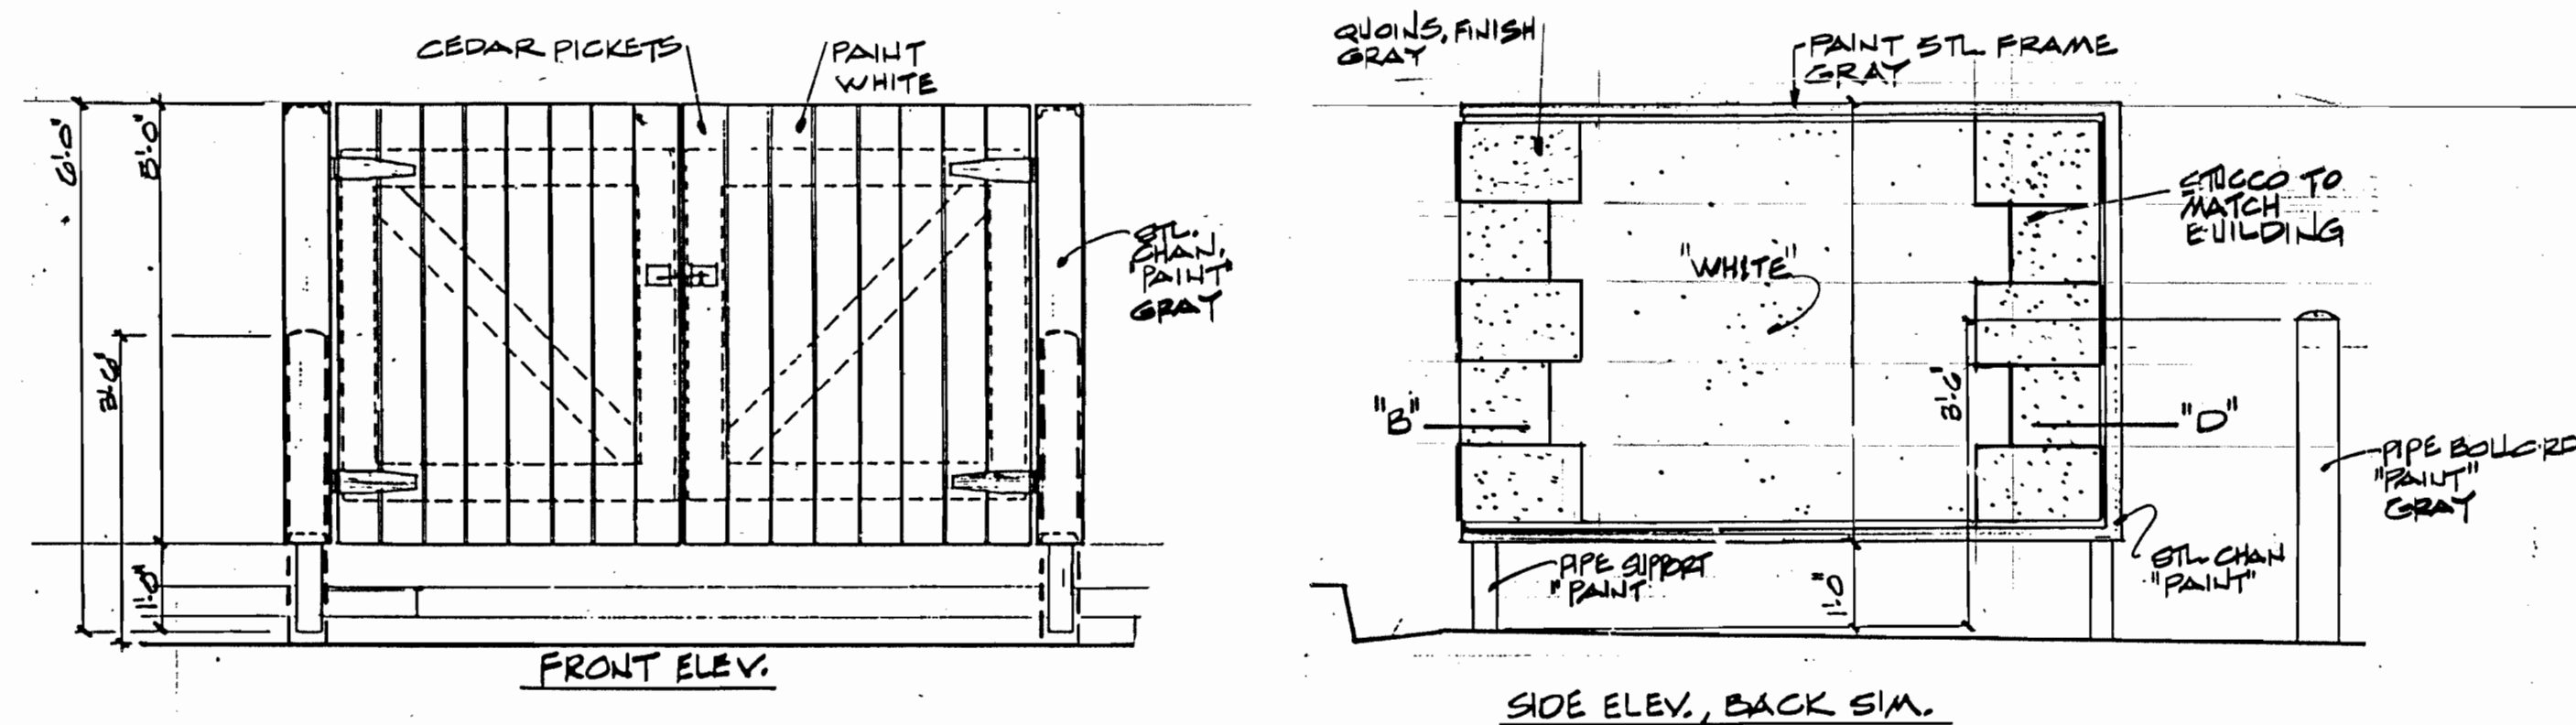 CEDAR PICKETS
PAINT
WHITE
6'-0"
5'-0"
3'-6"
1'-0"
STL.
CHAN.
"PAINT"
GRAY
FRONT ELEV.
QUOINS, FINISH
GRAY
PAINT STL. FRAME
GRAY
STUCCO TO
MATCH
BUILDING
"WHITE"
"B"
"D"
3'-6"
PIPE BOLLARD
"PAINT"
GRAY
PIPE SUPPORT
"PAINT
1'-0"
STL. CHAN
"PAINT"
SIDE ELEV., BACK SIM.